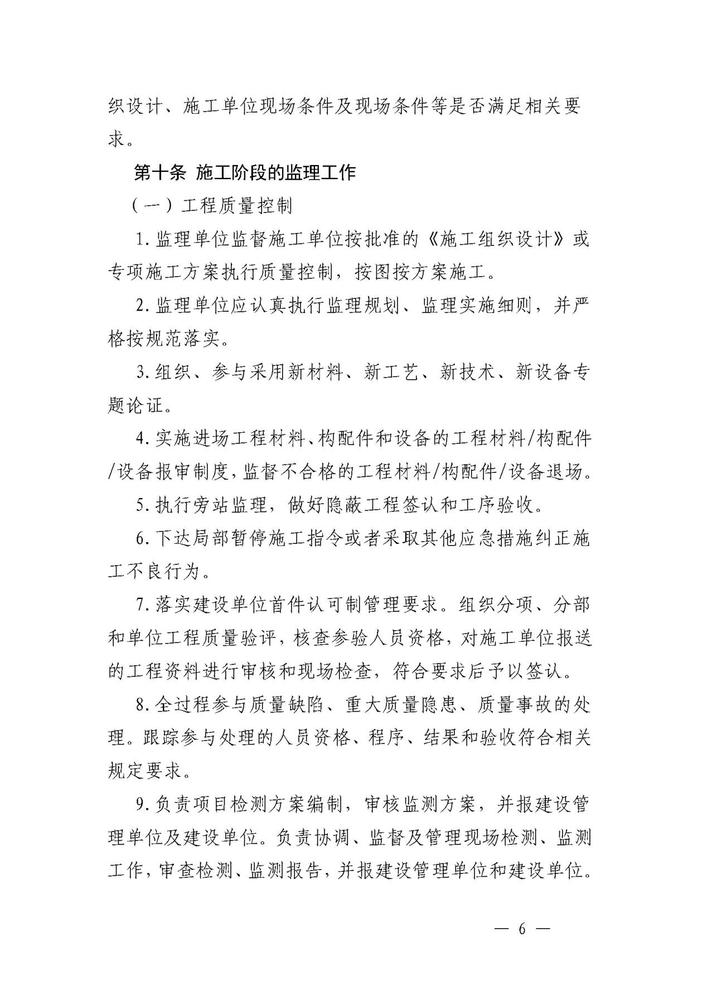 织设计、施工单位现场条件及现场条件等是否满足相关要
求。
第十条 施工阶段的监理工作
（一）工程质量控制
1.监理单位监督施工单位按批准的《施工组织设计》或
专项施工方案执行质量控制，按图按方案施工。
2.监理单位应认真执行监理规划、监理实施细则，并严
格按规范落实。
3.组织、参与采用新材料、新工艺、新技术、新设备专
题论证。
4.实施进场工程材料、构配件和设备的工程材料/构配件
/设备报审制度，监督不合格的工程材料/构配件/设备退场。
5.执行旁站监理，做好隐蔽工程签认和工序验收。
6.下达局部暂停施工指令或者采取其他应急措施纠正施
工不良行为。
7.落实建设单位首件认可制管理要求。组织分项、分部
和单位工程质量验评，核查参验人员资格，对施工单位报送
的工程资料进行审核和现场检查，符合要求后予以签认。
8.全过程参与质量缺陷、重大质量隐患、质量事故的处
理。跟踪参与处理的人员资格、程序、结果和验收符合相关
规定要求。
9.负责项目检测方案编制，审核监测方案，并报建设管
理单位及建设单位。负责协调、监督及管理现场检测、监测
工作，审查检测、监测报告，并报建设管理单位和建设单位。
— 6 —